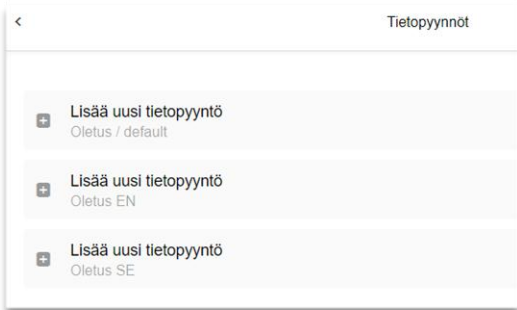 Tietopyynnöt
Lisää uusi tietopyyntö
Oletus / default
Lisää uusi tietopyyntö
Oletus EN
Lisää uusi tietopyyntö
Oletus SE